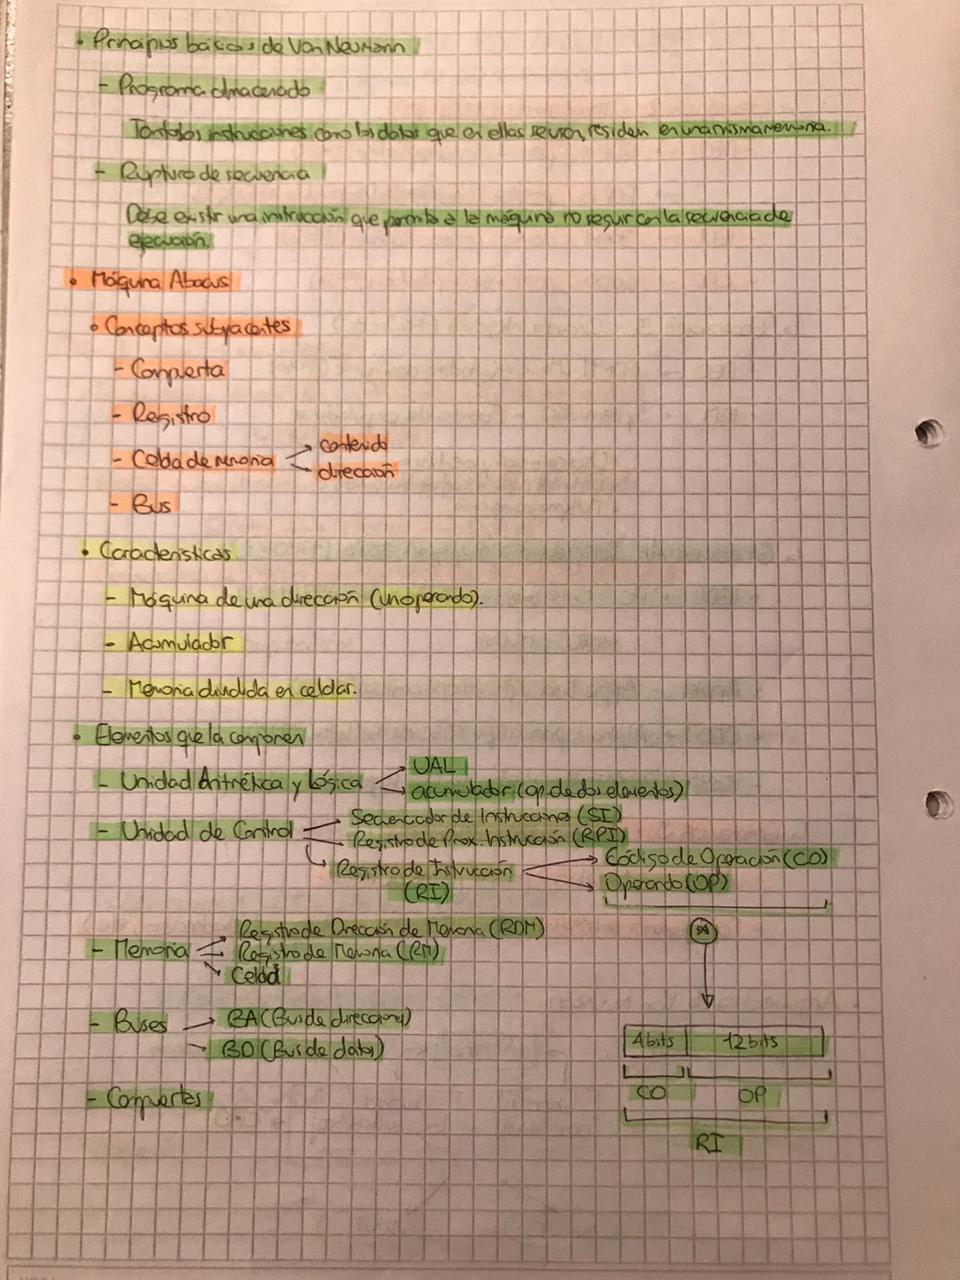 • Principios básicos de Von Neumann
- Programa almacenado
Tanto las instrucciones como los datos que en ellas se usan, residen en una misma memoria.
- Ruptura de secuencia
Debe existir una instrucción que permita a la máquina no seguir con la secuencia de
ejecución.
• Máquina Abacus
• Conceptos subyacentes
- Compuerta
- Registro
- Celda de memoria
contenido
dirección
- Bus
• Características
- Máquina de una dirección (un operando).
- Acumulador
- Memoria dividida en celdas.
• Elementos que la componen
- Unidad Aritmética y Lógica
UAL
acumulador (op. de dos elementos)
- Unidad de Control
Secuenciador de Instrucciones (SI)
Registro de Prox. Instrucción (RPI)
Registro de Instrucción
(RI)
Código de Operación (CO)
Operando (OP)
- Memoria
Registro de Dirección de Memoria (RDM)
Registro de Memoria (RM)
Celda
- Buses
BA (Bus de direcciones)
BD (Bus de datos)
4bits 12bits
CO OP
RI
- Compuertas